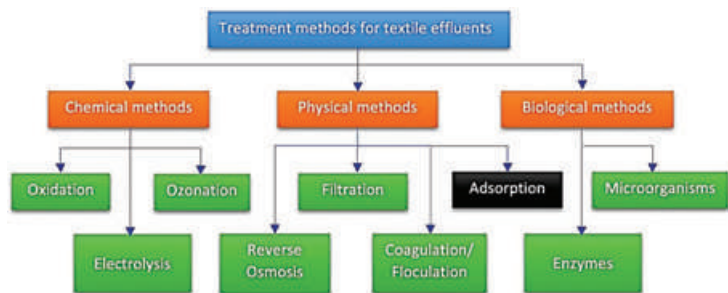 Treatment methods for textile effluents
Chemical methods
Physical methods
Biological methods
Oxidation
Ozonation
Filtration
Adsorption
Microorganisms
Electrolysis
Reverse
Osmosis
Coagulation/
Floculation
Enzymes